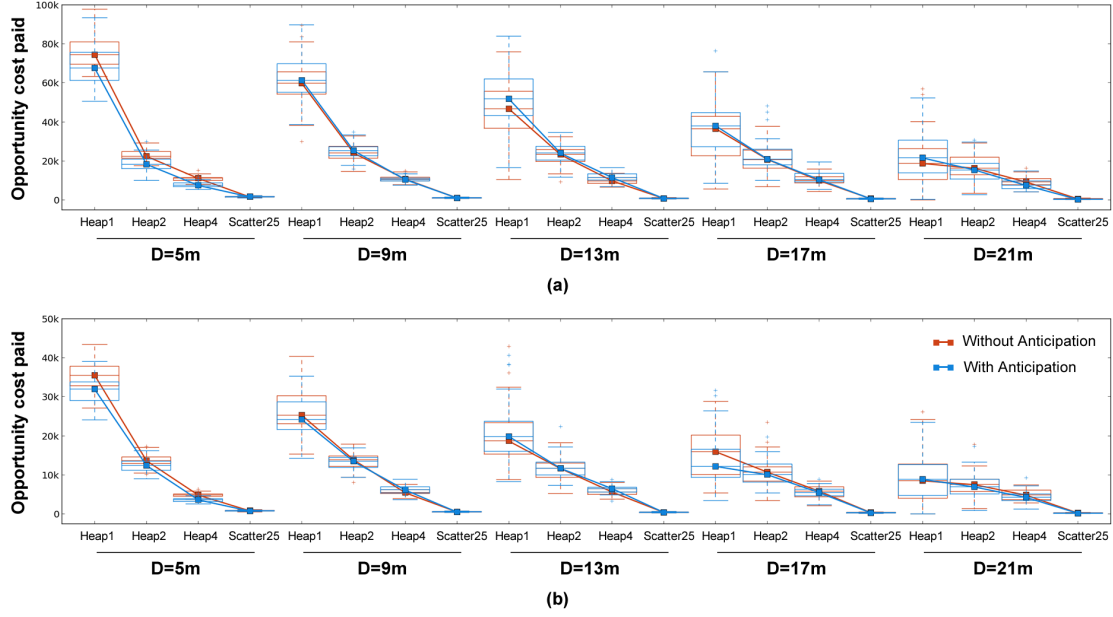 Opportunity cost paid
100k
80k
60k
40k
20k
0
Heap1 Heap2 Heap4 Scatter25 Heap1 Heap2 Heap4 Scatter25 Heap1 Heap2 Heap4 Scatter25 Heap1 Heap2 Heap4 Scatter25 Heap1 Heap2 Heap4 Scatter25
D=5m D=9m D=13m D=17m D=21m
(a)
Opportunity cost paid
50k
40k
30k
20k
10k
0
Without Anticipation
With Anticipation
Heap1 Heap2 Heap4 Scatter25 Heap1 Heap2 Heap4 Scatter25 Heap1 Heap2 Heap4 Scatter25 Heap1 Heap2 Heap4 Scatter25 Heap1 Heap2 Heap4 Scatter25
D=5m D=9m D=13m D=17m D=21m
(b)